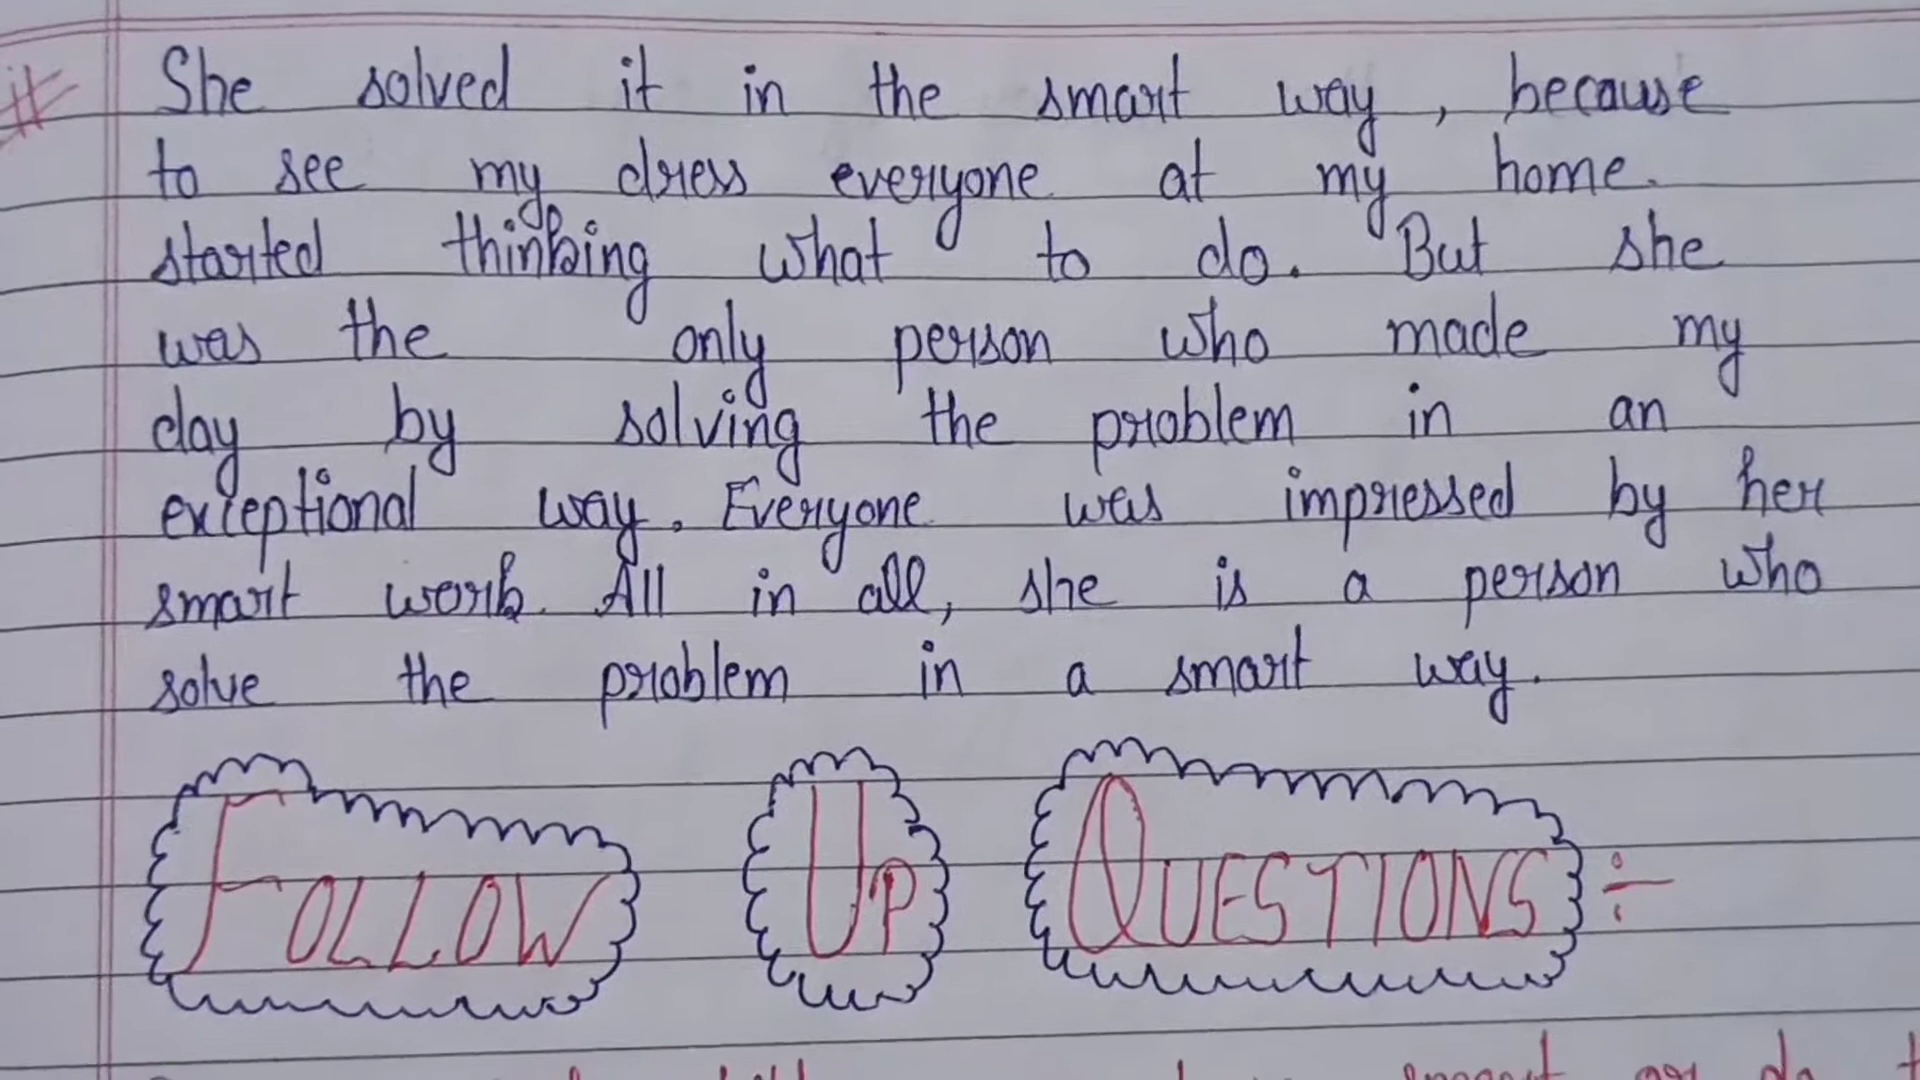 # She solved it in the smart way, because
to see my dress everyone at my home.
started thinking what to do. But she
was the only person who made my
day by solving the problem in an
exceptional way. Everyone was impressed by her
smart work. All in all, she is a person who
solve the problem in a smart way.
FOLLOW UP QUESTIONS ÷